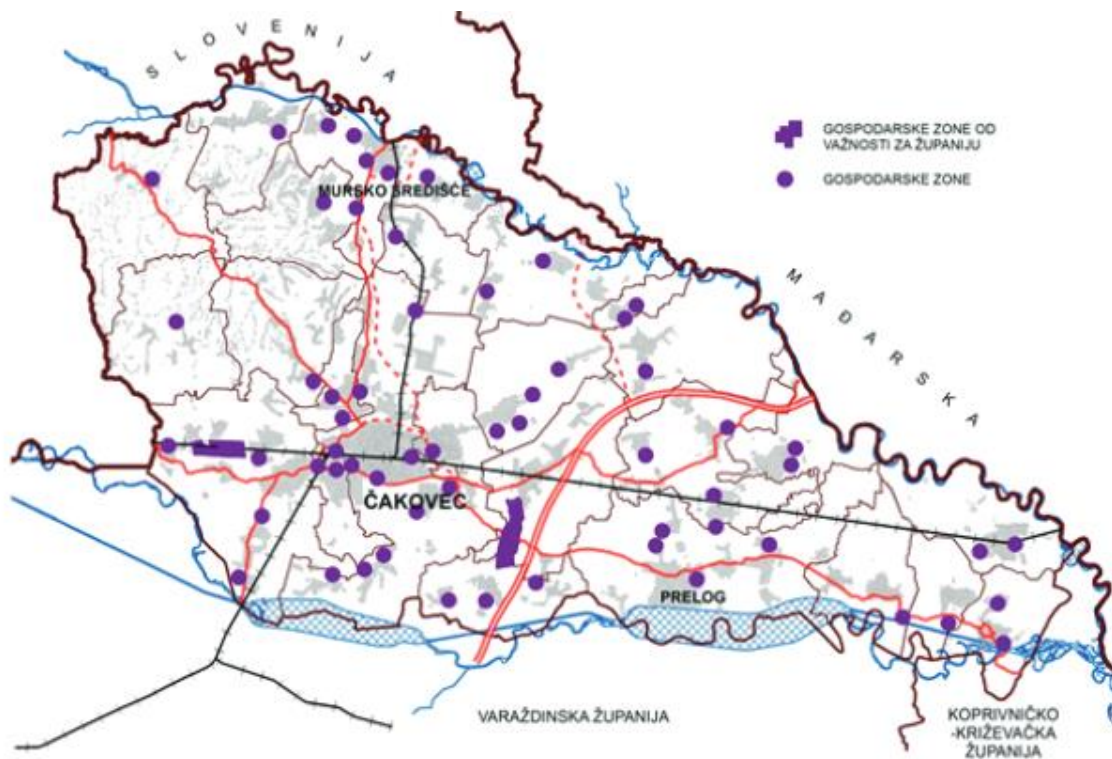 SLOVENIJA
GOSPODARSKE ZONE OD
VAŽNOSTI ZA ŽUPANIJU
GOSPODARSKE ZONE
MURSKO SREDIŠĆE
MAĐARSKA
ČAKOVEC
PRELOG
VARAŽDINSKA ŽUPANIJA
KOPRIVNIČKO
-KRIŽEVAČKA
ŽUPANIJA